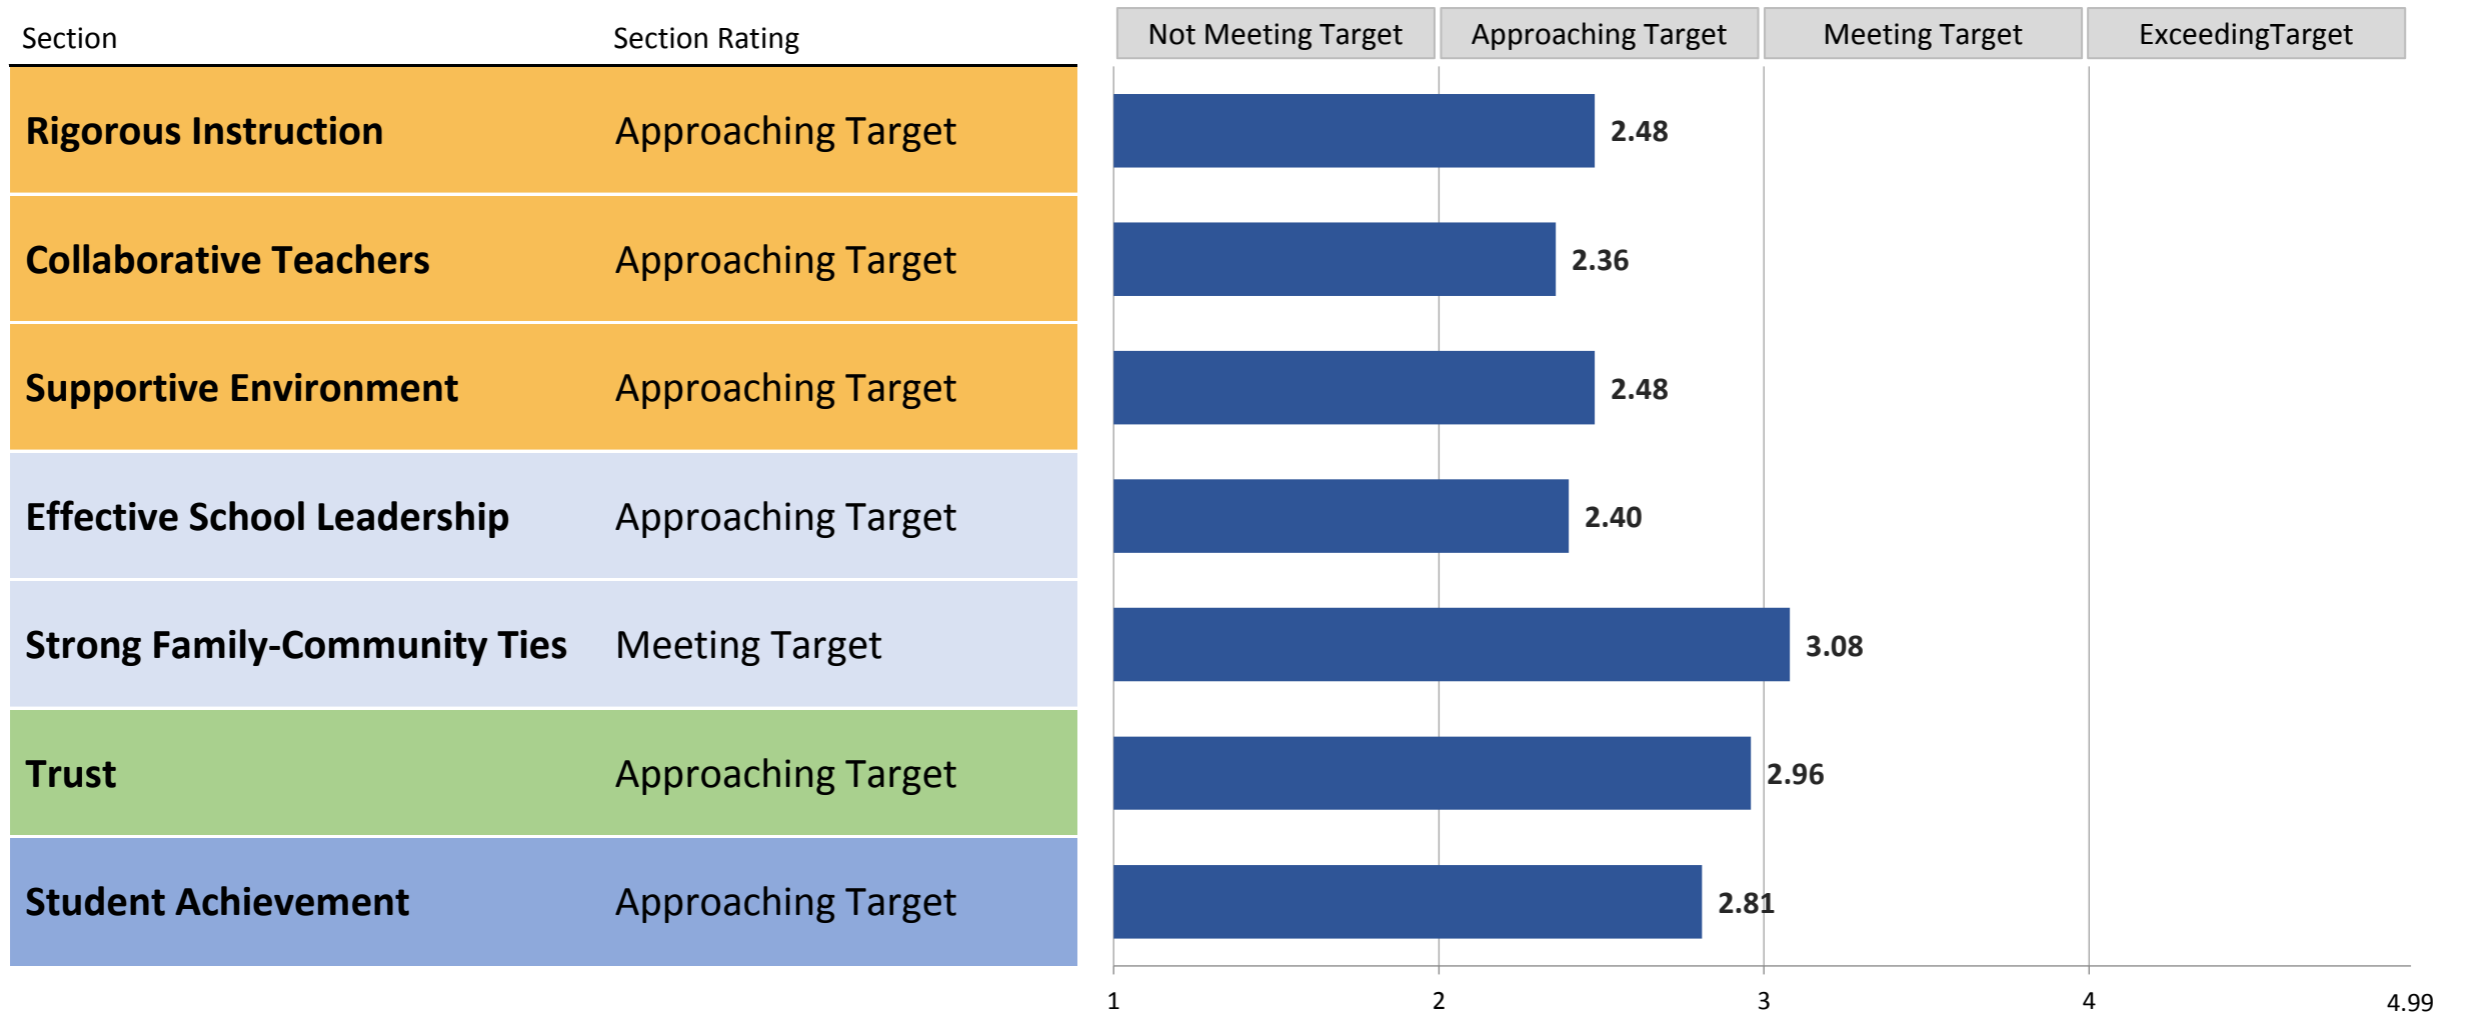 Section Section Rating Not Meeting Target Approaching Target Meeting Target ExceedingTarget
Rigorous Instruction Approaching Target 2.48
Collaborative Teachers Approaching Target 2.36
Supportive Environment Approaching Target 2.48
Effective School Leadership Approaching Target 2.40
Strong Family-Community Ties Meeting Target 3.08
Trust Approaching Target 2.96
Student Achievement Approaching Target 2.81
1 2 3 4 4.99